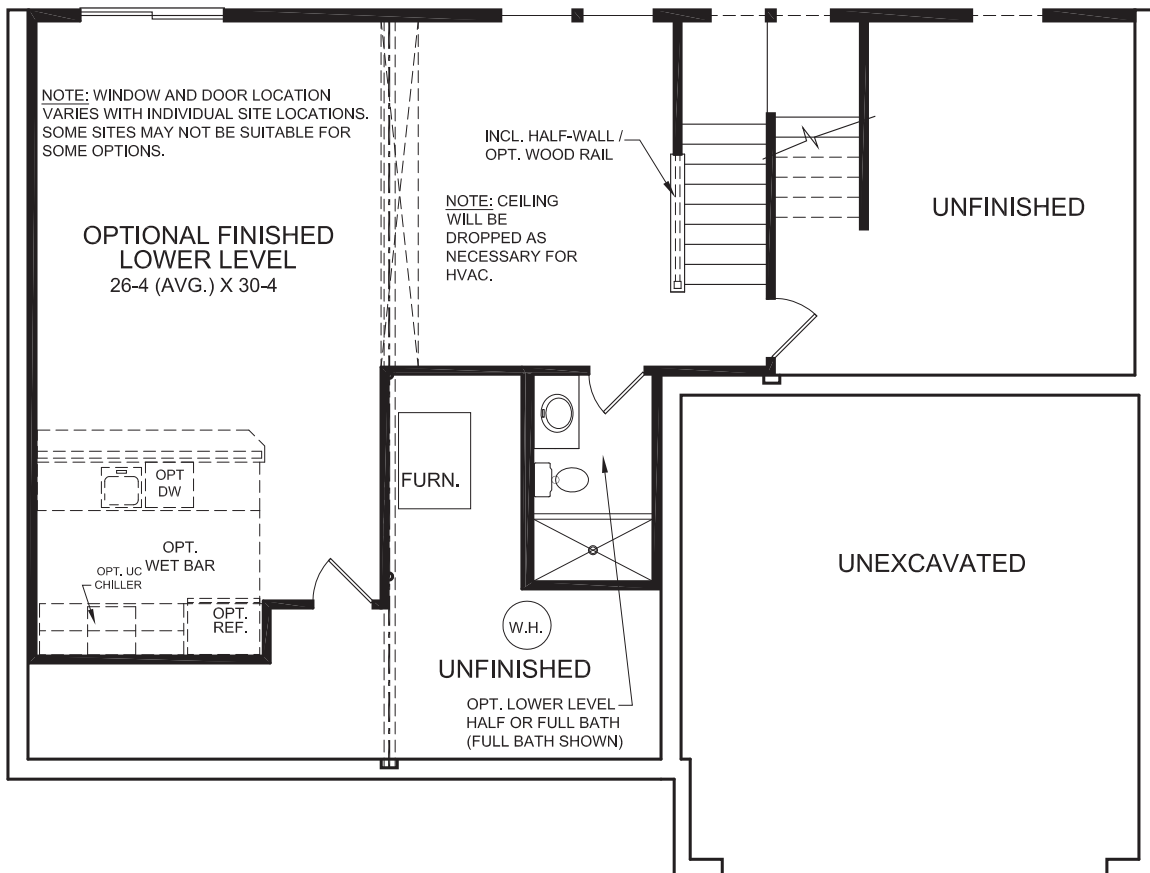 NOTE: WINDOW AND DOOR LOCATION
VARIES WITH INDIVIDUAL SITE LOCATIONS.
SOME SITES MAY NOT BE SUITABLE FOR
SOME OPTIONS.
INCL. HALF-WALL /
OPT. WOOD RAIL
NOTE: CEILING
WILL BE
DROPPED AS
NECESSARY FOR
HVAC.
UNFINISHED
OPTIONAL FINISHED
LOWER LEVEL
26-4 (AVG.) X 30-4
FURN.
OPT
DW
OPT.
WET BAR
OPT. UC
CHILLER
OPT.
REF.
UNEXCAVATED
W.H.
UNFINISHED
OPT. LOWER LEVEL
HALF OR FULL BATH
(FULL BATH SHOWN)